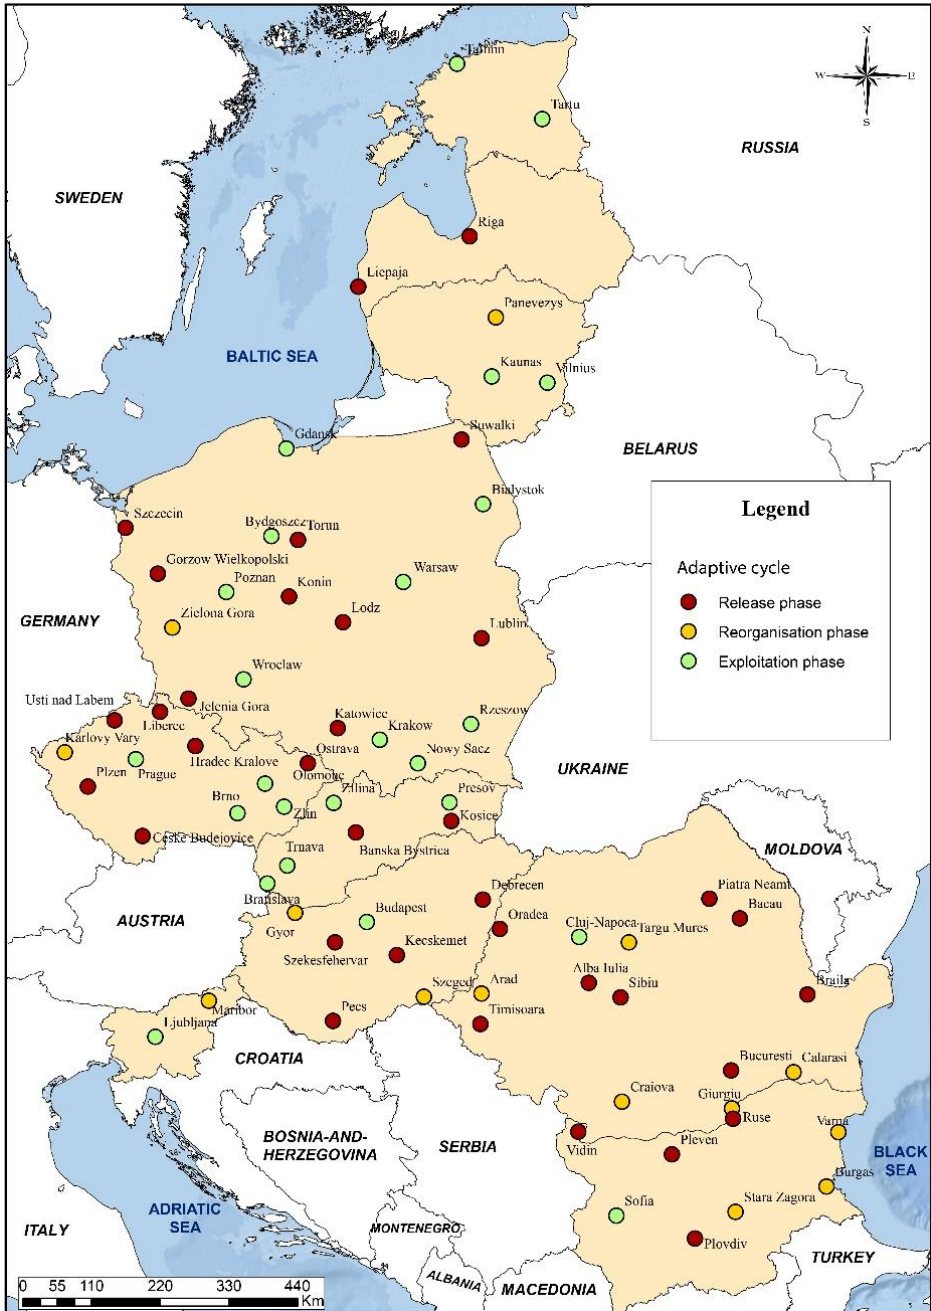 Tallinn
N
W E
S
Tartu
RUSSIA
SWEDEN
Riga
Liepaja
Panevezys
BALTIC SEA
Kaunas
Vilnius
Suwalki
Gdansk
BELARUS
Bialystok
Szczecin
Bydgoszcz
Torun
Gorzow Wielkopolski
Poznan
Konin
Warsaw
GERMANY
Zielona Gora
Lodz
Lublin
Wroclaw
Legend
Adaptive cycle
Release phase
Reorganisation phase
Exploitation phase
Usti nad Labem
Jelenia Gora
Liberec
Katowice
Krakow
Rzeszow
Karlovy Vary
Hradec Kralove
Ostrava
Nowy Sacz
Prague
Plzen
Olomouc
UKRAINE
Brno
Zlin
Zilina
Presov
Kosice
Ceske Budejovice
Trnava
Banska Bystrica
MOLDOVA
AUSTRIA
Bratislava
Gyor
Budapest
Debrecen
Oradea
Cluj-Napoca
Targu Mures
Piatra Neamt
Bacau
Szekesfehervar
Kecskemet
Alba Iulia
Sibiu
Braila
Szeged
Arad
Timisoara
Maribor
Pecs
Ljubljana
CROATIA
Bucuresti
Calarasi
Craiova
Giurgiu
Ruse
Varna
BOSNIA-AND-
HERZEGOVINA
SERBIA
Vidin
Pleven
BLACK
SEA
Burgas
Sofia
Stara Zagora
ADRIATIC
SEA
ITALY
MONTENEGRO
Plovdiv
TURKEY
ALBANIA
MACEDONIA
0 55 110 220 330 440
Km